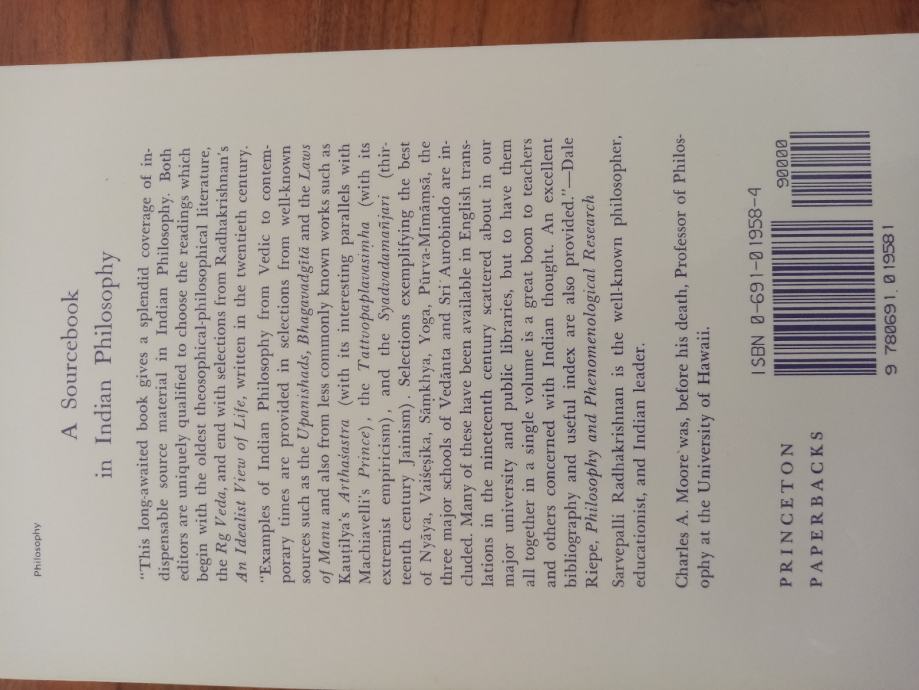 Philosophy
A Sourcebook
in Indian Philosophy
“This long-awaited book gives a splendid coverage of in-
dispensable source material in Indian Philosophy. Both
editors are uniquely qualified to choose the readings which
begin with the oldest theosophical-philosophical literature,
the Rg Veda, and end with selections from Radhakrishnan's
An Idealist View of Life, written in the twentieth century.
“Examples of Indian Philosophy from Vedic to contem-
porary times are provided in selections from well-known
sources such as the Upanishads, Bhagavadgītā and the Laws
of Manu and also from less commonly known works such as
Kauṭilya's Arthaśastra (with its interesting parallels with
Machiavelli's Prince), the Tattvopaplavasiṃha (with its
extremist empiricism), and the Syadvadamañjari (thir-
teenth century Jainism). Selections exemplifying the best
of Nyāya, Vaiśeṣika, Sāṃkhya, Yoga, Pūrva-Mīmāṃsā, the
three major schools of Vedānta and Sri Aurobindo are in-
cluded. Many of these have been available in English trans-
lations in the nineteenth century scattered about in our
major university and public libraries, but to have them
all together in a single volume is a great boon to teachers
and others concerned with Indian thought. An excellent
bibliography and useful index are also provided.”—Dale
Riepe, Philosophy and Phenomenological Research
Sarvepalli Radhakrishnan is the well-known philosopher,
educationist, and Indian leader.
Charles A. Moore was, before his death, Professor of Philos-
ophy at the University of Hawaii.
PRINCETON
PAPERBACKS
ISBN 0-691-01958-4
90000
9 780691 019581